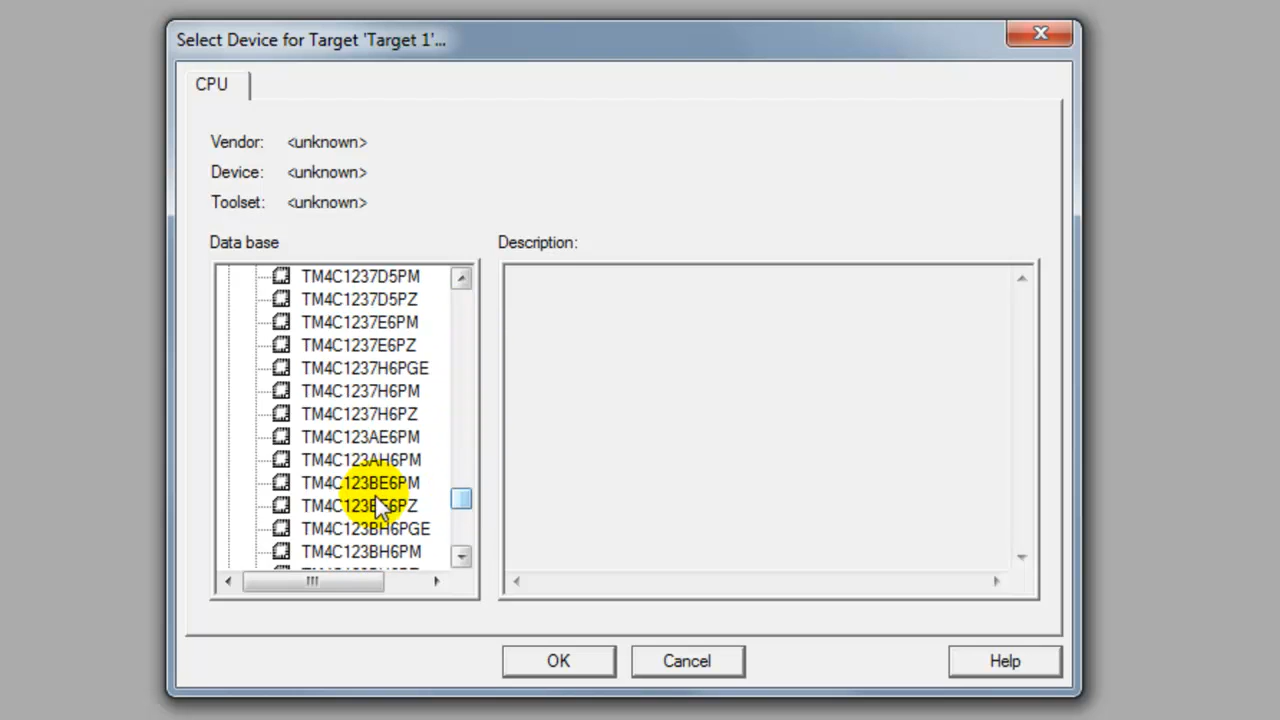 Select Device for Target 'Target 1'...
CPU
Vendor: <unknown>
Device: <unknown>
Toolset: <unknown>
Data base
Description:
TM4C1237D5PM
TM4C1237D5PZ
TM4C1237E6PM
TM4C1237E6PZ
TM4C1237H6PGE
TM4C1237H6PM
TM4C1237H6PZ
TM4C123AE6PM
TM4C123AH6PM
TM4C123BE6PM
TM4C123BE6PZ
TM4C123BH6PGE
TM4C123BH6PM
OK
Cancel
Help